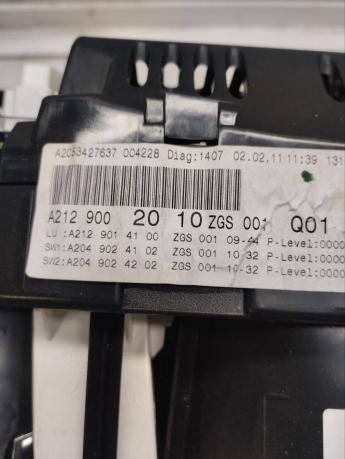 A2C53427637 004228 Diag:1407 02.02.11 11:39 131
A212 900 20 10 ZGS 001 Q01
LU :A212 901 41 00 ZGS 001 09-44 P-Level:0000
SW1:A204 902 41 02 ZGS 001 10-32 P-Level:0000
SW2:A204 902 42 02 ZGS 001 10-32 P-Level:0000